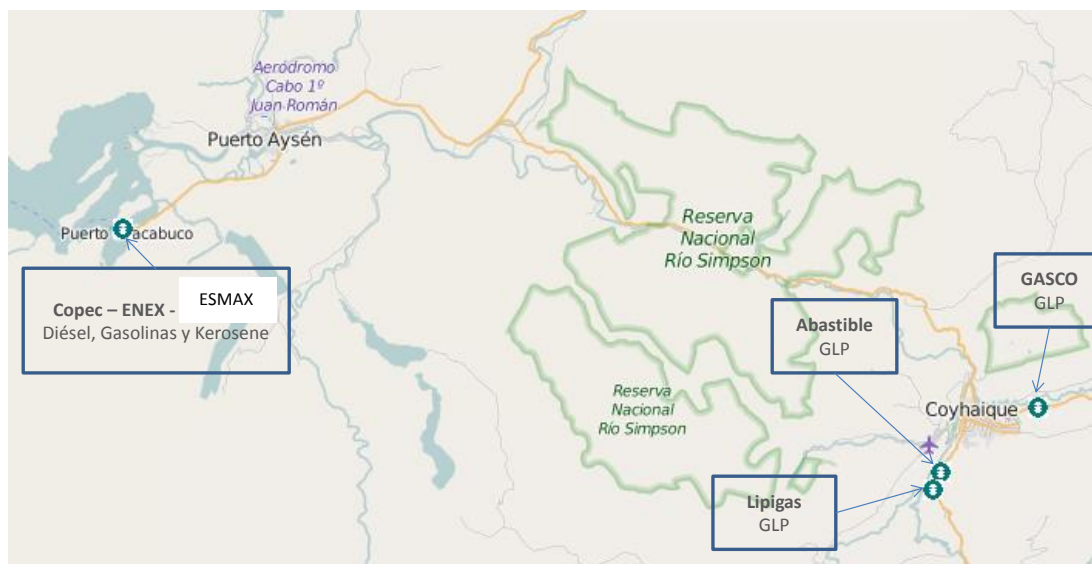 Aeródromo
Cabo 1º
Juan Román
Puerto Aysén
Puerto acabuco
Copec – ENEX - ESMAX
Diésel, Gasolinas y Kerosene
Reserva
Nacional
Río Simpson
GASCO
GLP
Abastible
GLP
Reserva
Nacional
Río Simpson
Coyhaique
Lipigas
GLP